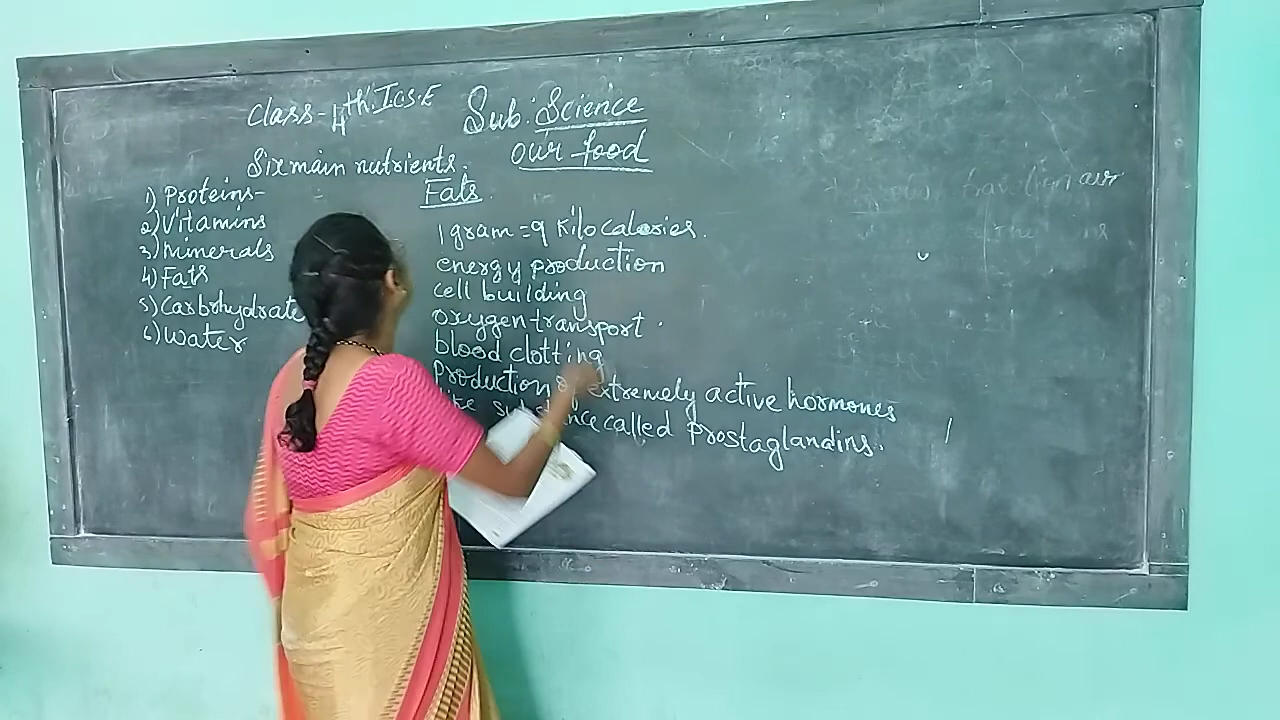 Class - 4th. I.C.S.E
Sub: Science
our food
Six main nutrients.
1) Proteins-
2) Vitamins
3) Minerals
4) Fats
5) Carbrhydrate
6) Water
Fats.
1 gram = 9 Kilo calories.
energy production
cell building
oxygen transport.
blood clotting
Production extremely active hormones
called Prostaglandins.